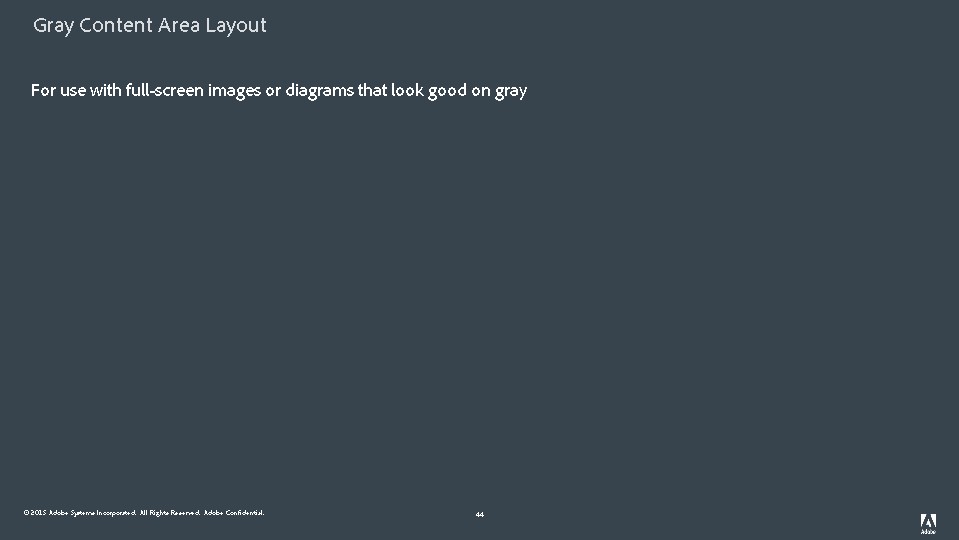 Gray Content Area Layout
For use with full-screen images or diagrams that look good on gray
© 2015 Adobe Systems Incorporated. All Rights Reserved. Adobe Confidential.
44
Adobe